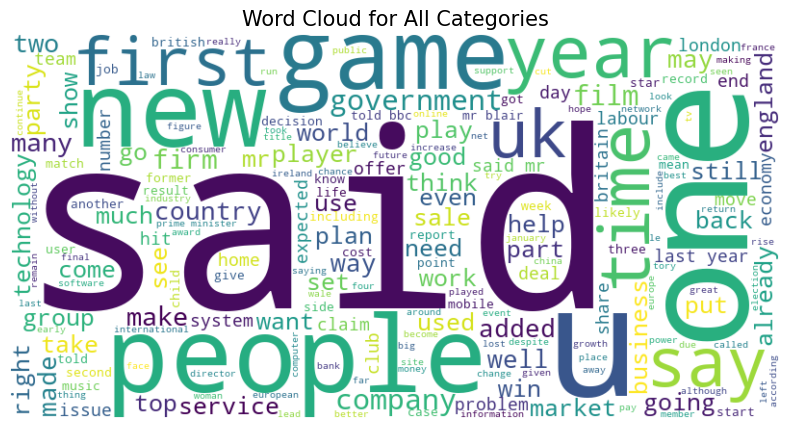 Word Cloud for All Categories
said
game
one
people
new
first
year
uk
u
time
say
government
film
may
london
two
british
really
job
law
team
party
show
public
run
support
cut
star
record
seen
look
france
making
england
end
many
number
decision
took
title
told bbc
online
mr blair
got
day
hope
network
tv
labour
continue
figure
consumer
world
believe
net
play
match
go
firm
mr
player
future
increase
good
try
said mr
britain
mean
came
best
include
still
economy
technology
without
former
result
industry
award
another
ireland
chance
offer
know
life
think
even
week
including
january
likely
move
return
back
last year
three
le
tory
europe
rise
much
country
prime minister
expected
use
plan
need
help
part
sale
report
china
user
hit
come
see
home
give
cost
way
point
deal
work
great
put
already
election
remain
final
software
child
saying
wale
set
four
played
mobile
share
business
group
last
early
make
system
international
want
side
claim
around
become
event
used
added
growth
power
due
called
although
right
made
told
take
second
music
thing
issue
face
woman
director
european
computer
bank
club
far
site
big
money
lost
despite
change
given
well
place
away
win
going
left
according
member
start
top
service
lead
better
company
case
problem
information
market
pay